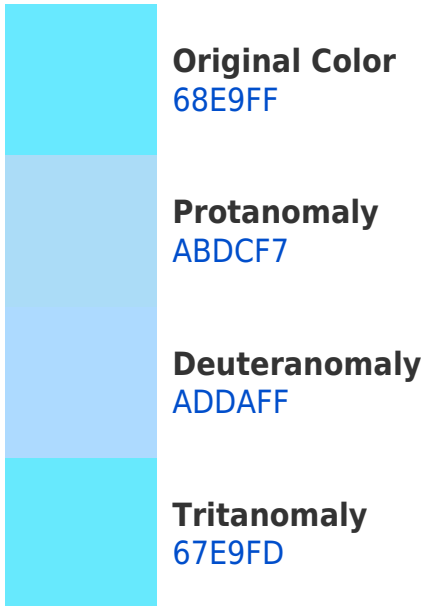 Original Color
68E9FF
Protanomaly
ABDCF7
Deuteranomaly
ADDAFF
Tritanomaly
67E9FD